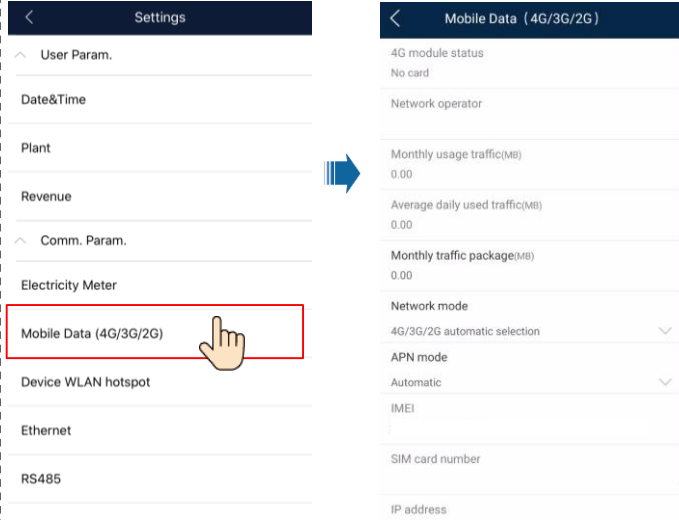 Settings
User Param.
Date&Time
Plant
Revenue
Comm. Param.
Electricity Meter
Mobile Data (4G/3G/2G)
Device WLAN hotspot
Ethernet
RS485
Mobile Data（4G/3G/2G）
4G module status
No card
Network operator
Monthly usage traffic(MB)
0.00
Average daily used traffic(MB)
0.00
Monthly traffic package(MB)
0.00
Network mode
4G/3G/2G automatic selection
APN mode
Automatic
IMEI
SIM card number
IP address